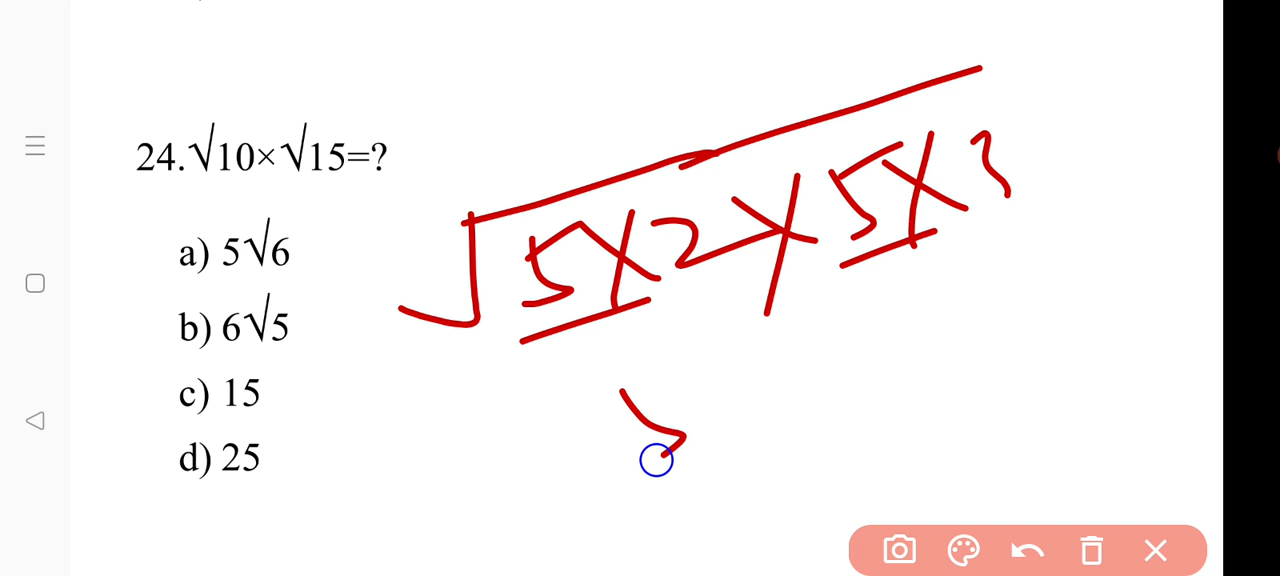 24.√10×√15=?
a) 5√6
b) 6√5
c) 15
d) 25
√5×2×5×3